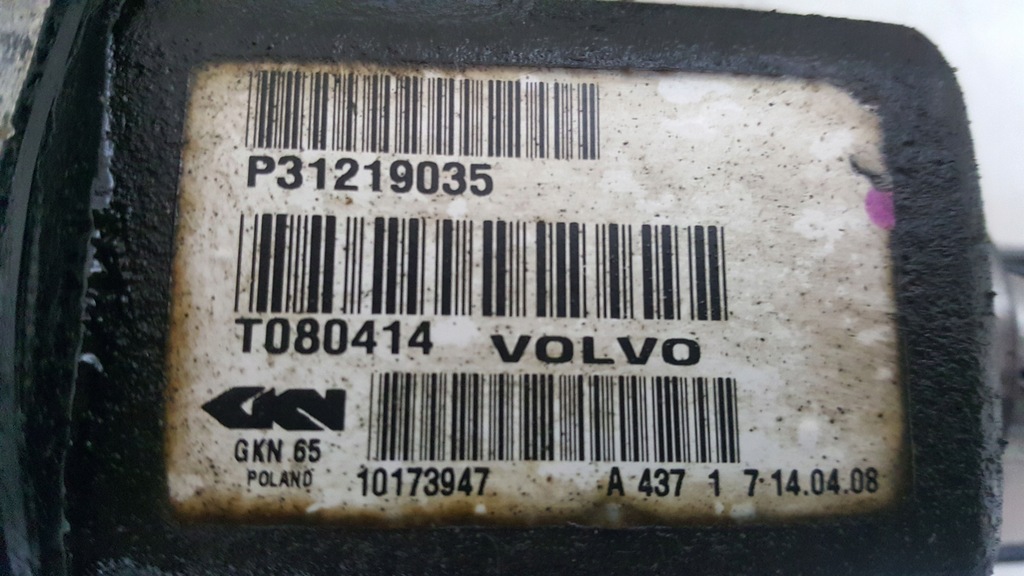 P31219035
T080414 VOLVO
GKN
GKN 65
POLAND
10173947 A 437 1 7 14.04.08